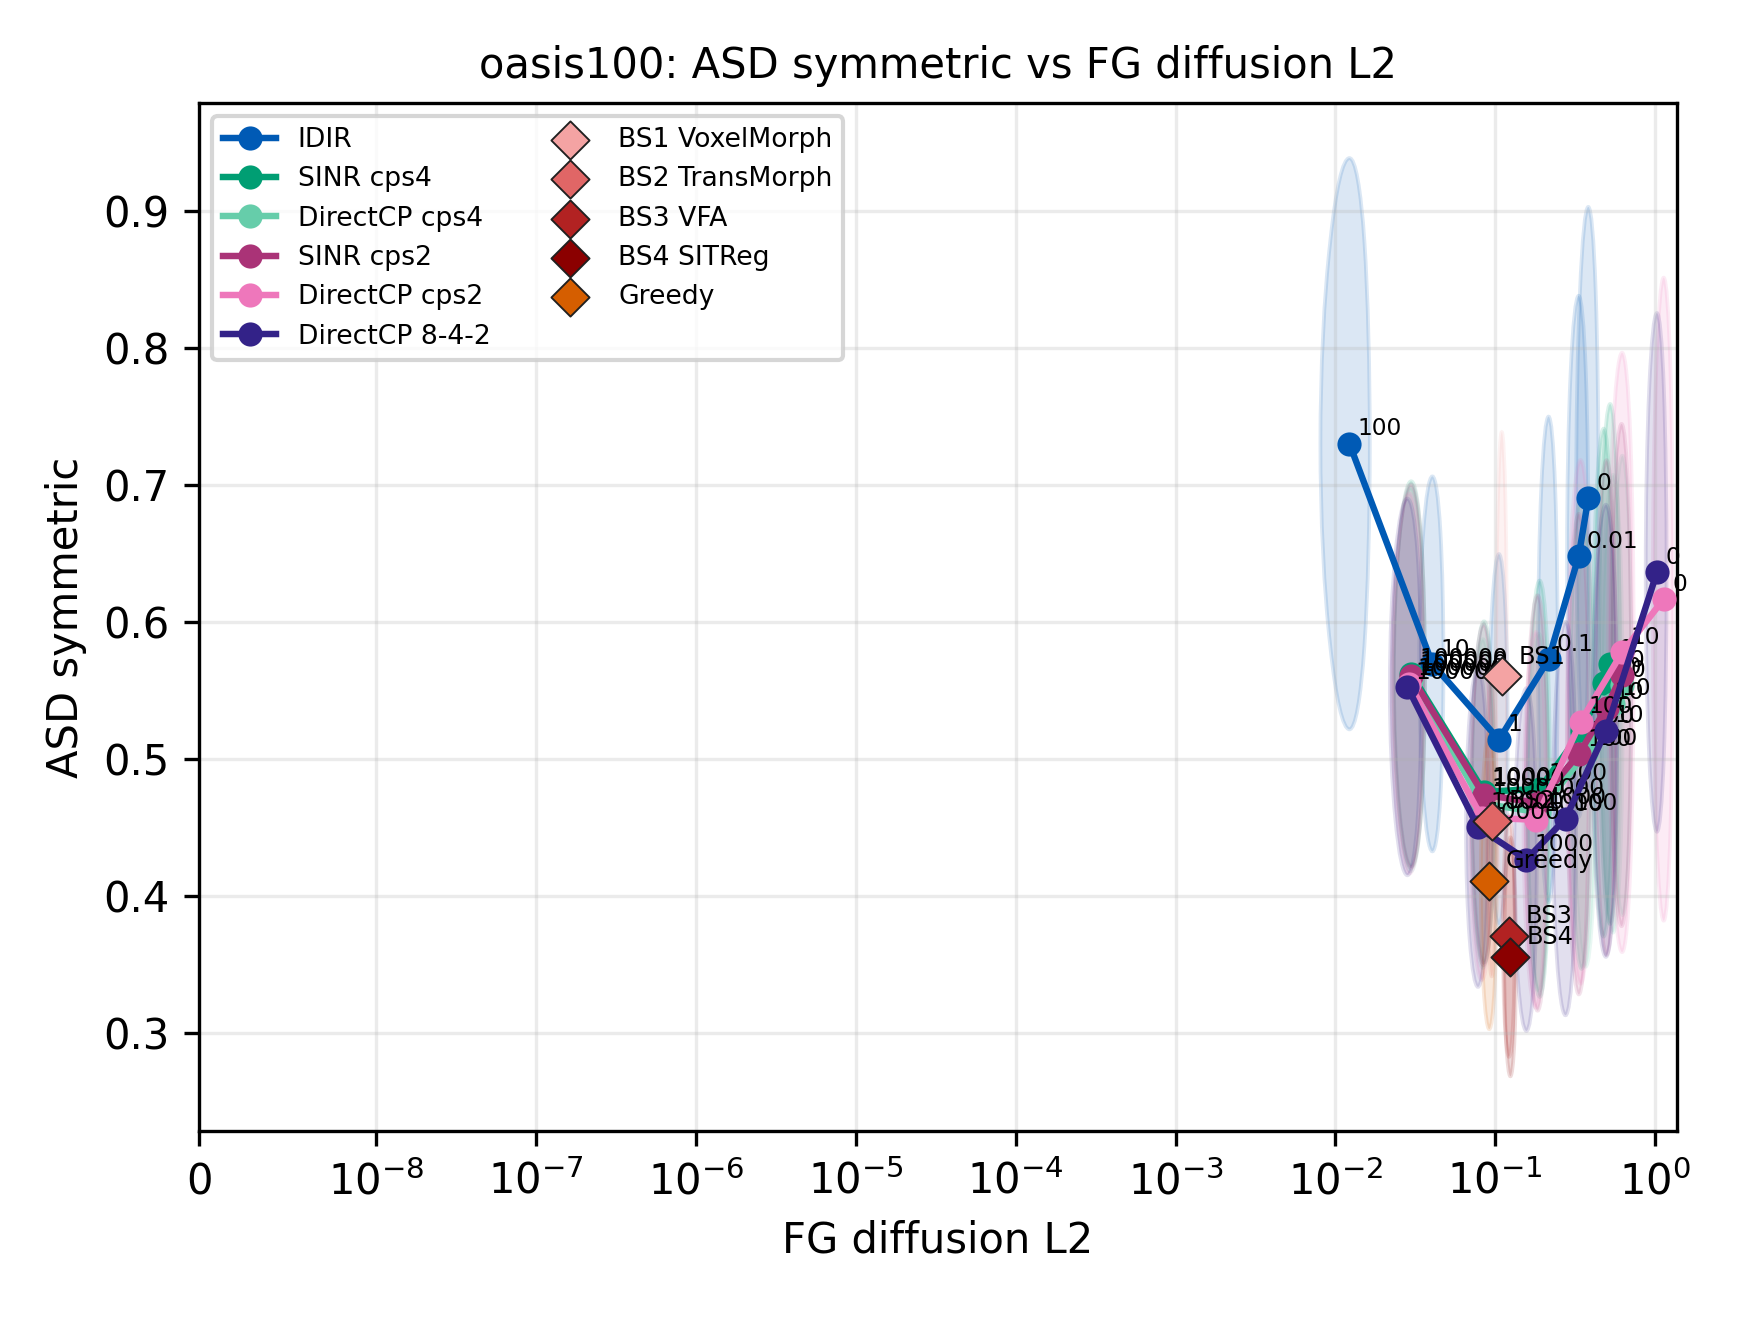 oasis100: ASD symmetric vs FG diffusion L2
IDIR
SINR cps4
DirectCP cps4
SINR cps2
DirectCP cps2
DirectCP 8-4-2
BS1 VoxelMorph
BS2 TransMorph
BS3 VFA
BS4 SITReg
Greedy
ASD symmetric
0.9
0.8
0.7
0.6
0.5
0.4
0.3
100
0
0.01
0
0
10
0.1
BS1
10
10000
1
100
1000
1000
Greedy
BS3
BS4
0
10⁻⁸
10⁻⁷
10⁻⁶
10⁻⁵
10⁻⁴
10⁻³
10⁻²
10⁻¹
10⁰
FG diffusion L2